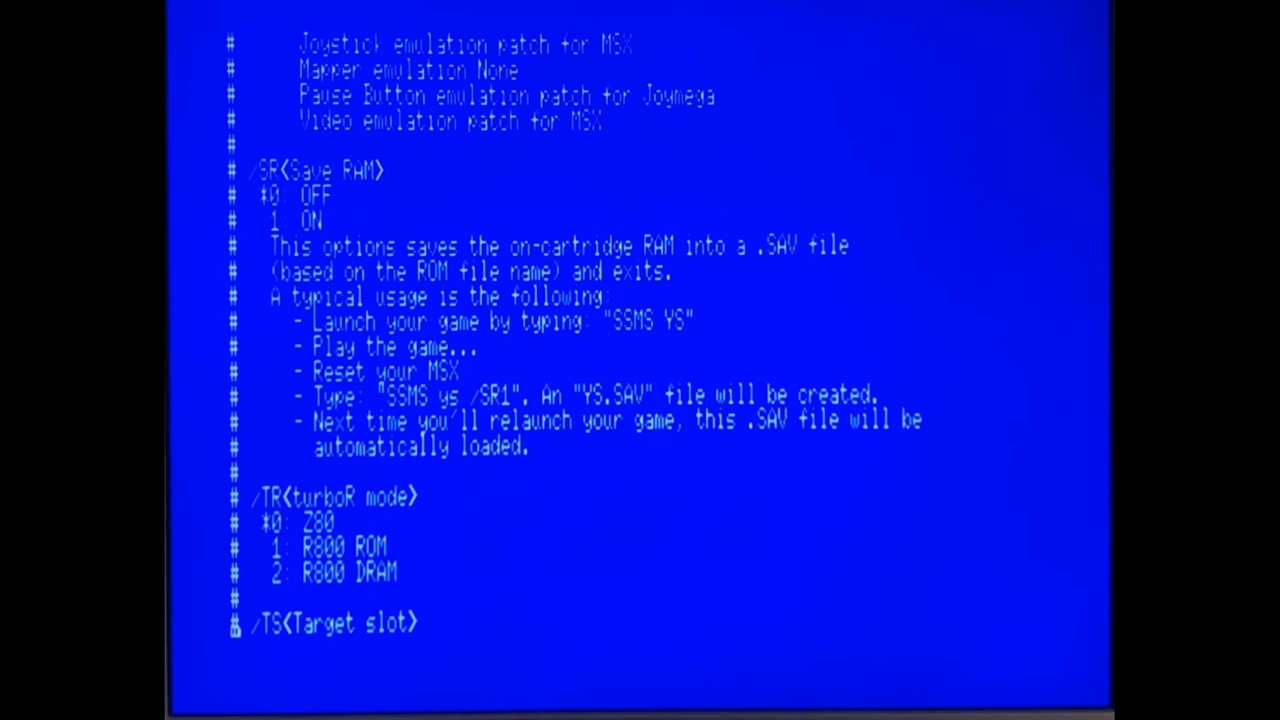 #       Joystick emulation patch for MSX
#       Mapper emulation None
#       Pause Button emulation patch for Joymega
#       Video emulation patch for MSX
#
# /SR<Save RAM>
#  *0: OFF
#   1: ON
#   This options saves the on-cartridge RAM into a .SAV file
#   (based on the ROM file name) and exits.
#   A typical usage is the following:
#     - Launch your game by typing: "SSMS YS"
#     - Play the game...
#     - Reset your MSX
#     - Type: "SSMS ys /SR1". An "YS.SAV" file will be created.
#     - Next time you'll relaunch your game, this .SAV file will be
#       automatically loaded.
#
# /TR<turboR mode>
#  *0: Z80
#   1: R800 ROM
#   2: R800 DRAM
#
# /TS<Target slot>